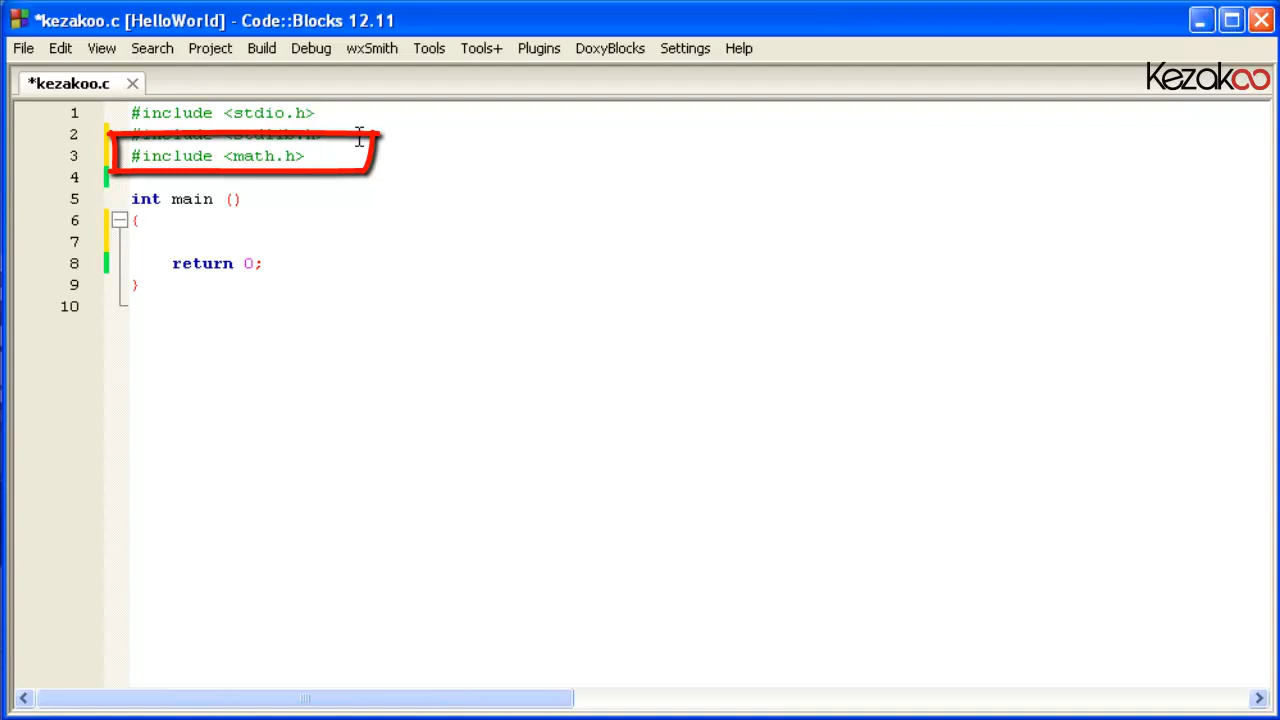 *kezakoo.c [HelloWorld] - Code::Blocks 12.11
File Edit View Search Project Build Debug wxSmith Tools Tools+ Plugins DoxyBlocks Settings Help
*kezakoo.c
Kezakoo
1 #include <stdio.h>
2 #include <stdlib.h>
3 #include <math.h>
4
5 int main ()
6 {
7
8 return 0;
9 }
10